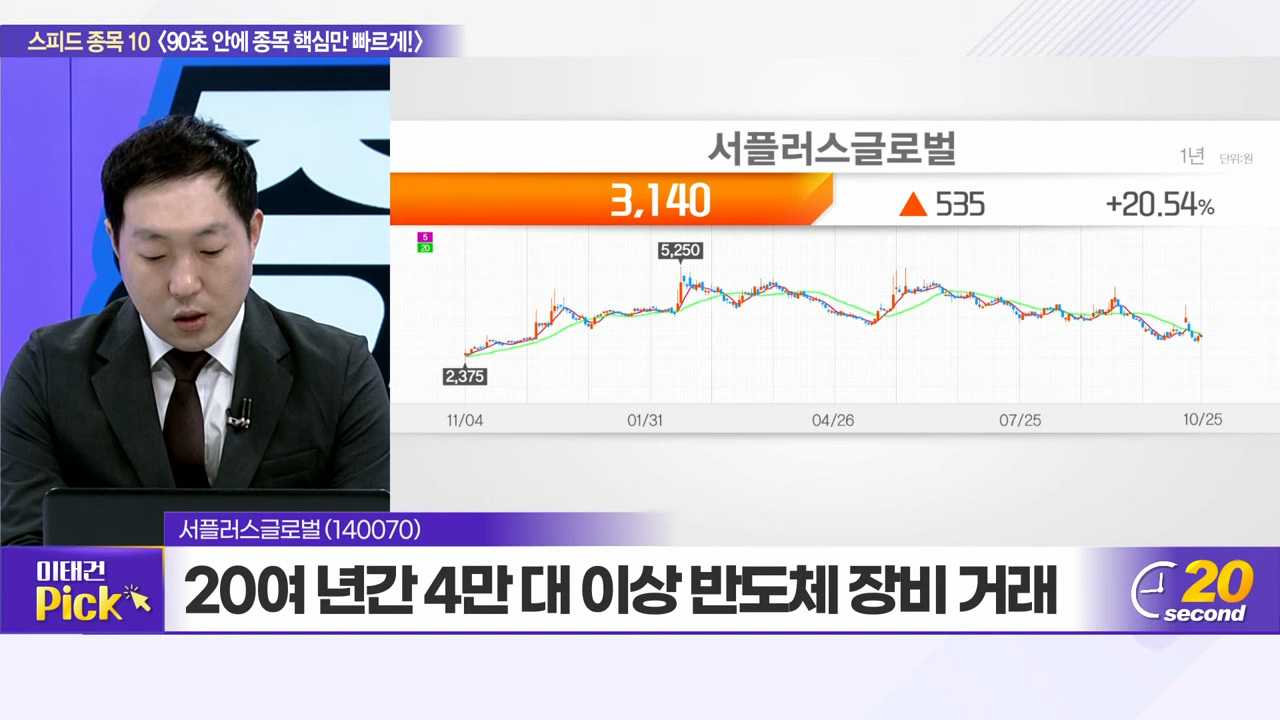 스피드 종목 10 <90초 안에 종목 핵심만 빠르게!>
서플러스글로벌
1년 단위:원
3,140 ▲ 535 +20.54%
5
20
5,250
2,375
11/04 01/31 04/26 07/25 10/25
서플러스글로벌 (140070)
이태건
Pick
20여 년간 4만 대 이상 반도체 장비 거래
20
second